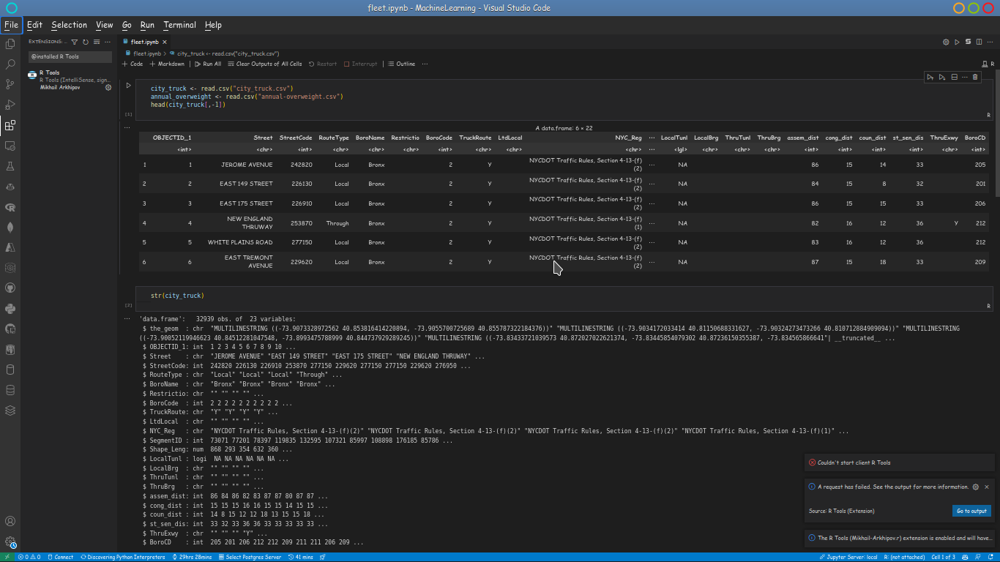 fleet.ipynb - MachineLearning - Visual Studio Code
File Edit Selection View Go Run Terminal Help
EXTENSIONS: ...
@installed R Tools
R Tools
R Tools (IntelliSense, sign...
Mikhail Arkhipov
fleet.ipynb ×
fleet.ipynb > city_truck <- read.csv("city_truck.csv")
+ Code + Markdown Run All Clear Outputs of All Cells Restart Interrupt Outline ...
R
city_truck <- read.csv("city_truck.csv")
annual_overweight <- read.csv("annual-overweight.csv")
head(city_truck[,-1])
[1]
R
A data.frame: 6 × 22
OBJECTID_1 Street StreetCode RouteType BoroName Restrictio BoroCode TruckRoute LtdLocal NYC_Reg ... LocalTunl LocalBrg ThruTunl ThruBrg assem_dist cong_dist coun_dist st_sen_dis ThruExwy BoroCD
<int> <chr> <int> <chr> <chr> <chr> <int> <chr> <chr> <chr> ... <lgl> <chr> <chr> <chr> <int> <int> <int> <int> <chr> <int>
1 1 JEROME AVENUE 242820 Local Bronx 2 Y NYCDOT Traffic Rules, Section 4-13-(f) ... NA 86 15 14 33 205
(2)
2 2 EAST 149 STREET 226130 Local Bronx 2 Y NYCDOT Traffic Rules, Section 4-13-(f) ... NA 84 15 8 32 201
(2)
3 3 EAST 175 STREET 226910 Local Bronx 2 Y NYCDOT Traffic Rules, Section 4-13-(f) ... NA 86 15 15 33 206
(2)
4 4 NEW ENGLAND THRUWAY 253870 Through Bronx 2 Y NYCDOT Traffic Rules, Section 4-13-(f) ... NA 82 16 12 36 Y 212
(1)
5 5 WHITE PLAINS ROAD 277150 Local Bronx 2 Y NYCDOT Traffic Rules, Section 4-13-(f) ... NA 83 16 12 36 212
(2)
6 6 EAST TREMONT AVENUE 229620 Local Bronx 2 Y NYCDOT Traffic Rules, Section 4-13-(f) ... NA 87 15 18 33 209
(2)
str(city_truck)
[2]
R
'data.frame': 32939 obs. of 23 variables:
$ the_geom : chr "MULTILINESTRING ((-73.9073328972562 40.853816414220894, -73.9055700725689 40.855787322184376))" "MULTILINESTRING ((-73.9034172033414 40.81150688331627, -73.90324274773266 40.810712884909094))" "MULTILINESTRING
((-73.90052119946623 40.84512281047548, -73.8993475788999 40.844737929289245))" "MULTILINESTRING ((-73.83433721039573 40.872027022621374, -73.83445854079302 40.87236150355387, -73.834565866641"| __truncated__ ...
$ OBJECTID_1: int 1 2 3 4 5 6 7 8 9 10 ...
$ Street : chr "JEROME AVENUE" "EAST 149 STREET" "EAST 175 STREET" "NEW ENGLAND THRUWAY" ...
$ StreetCode: int 242820 226130 226910 253870 277150 229620 277150 277150 229620 276950 ...
$ RouteType : chr "Local" "Local" "Local" "Through" ...
$ BoroName : chr "Bronx" "Bronx" "Bronx" "Bronx" ...
$ Restrictio: chr "" "" "" "" ...
$ BoroCode : int 2 2 2 2 2 2 2 2 2 2 ...
$ TruckRoute: chr "Y" "Y" "Y" "Y" ...
$ LtdLocal : chr "" "" "" "" ...
$ NYC_Reg : chr "NYCDOT Traffic Rules, Section 4-13-(f)(2)" "NYCDOT Traffic Rules, Section 4-13-(f)(2)" "NYCDOT Traffic Rules, Section 4-13-(f)(2)" "NYCDOT Traffic Rules, Section 4-13-(f)(1)" ...
$ SegmentID : int 73071 77201 78397 119835 132595 107321 85997 108898 176185 85786 ...
$ Shape_Leng: num 868 293 354 632 360 ...
$ LocalTunl : logi NA NA NA NA NA NA ...
$ LocalBrg : chr "" "" "" "" ...
$ ThruTunl : chr "" "" "" "" ...
$ ThruBrg : chr "" "" "" "" ...
$ assem_dist: int 86 84 86 82 83 87 87 80 87 87 ...
$ cong_dist : int 15 15 15 16 16 15 15 14 15 15 ...
$ coun_dist : int 14 8 15 12 12 18 13 15 15 18 ...
$ st_sen_dis: int 33 32 33 36 36 33 33 33 33 33 ...
$ ThruExwy : chr "" "" "" "Y" ...
$ BoroCD : int 205 201 206 212 212 209 211 211 206 209 ...
Couldn't start client R Tools
A request has failed. See the output for more information.
Source: R Tools (Extension) Go to output
The R Tools (Mikhail-Arkhipov.r) extension is enabled and will have...
0 0 Connect Discovering Python Interpreters 29hrs 28mins Select Postgres Server 41 mins Jupyter Server: local R: (not attached) Cell 1 of 3